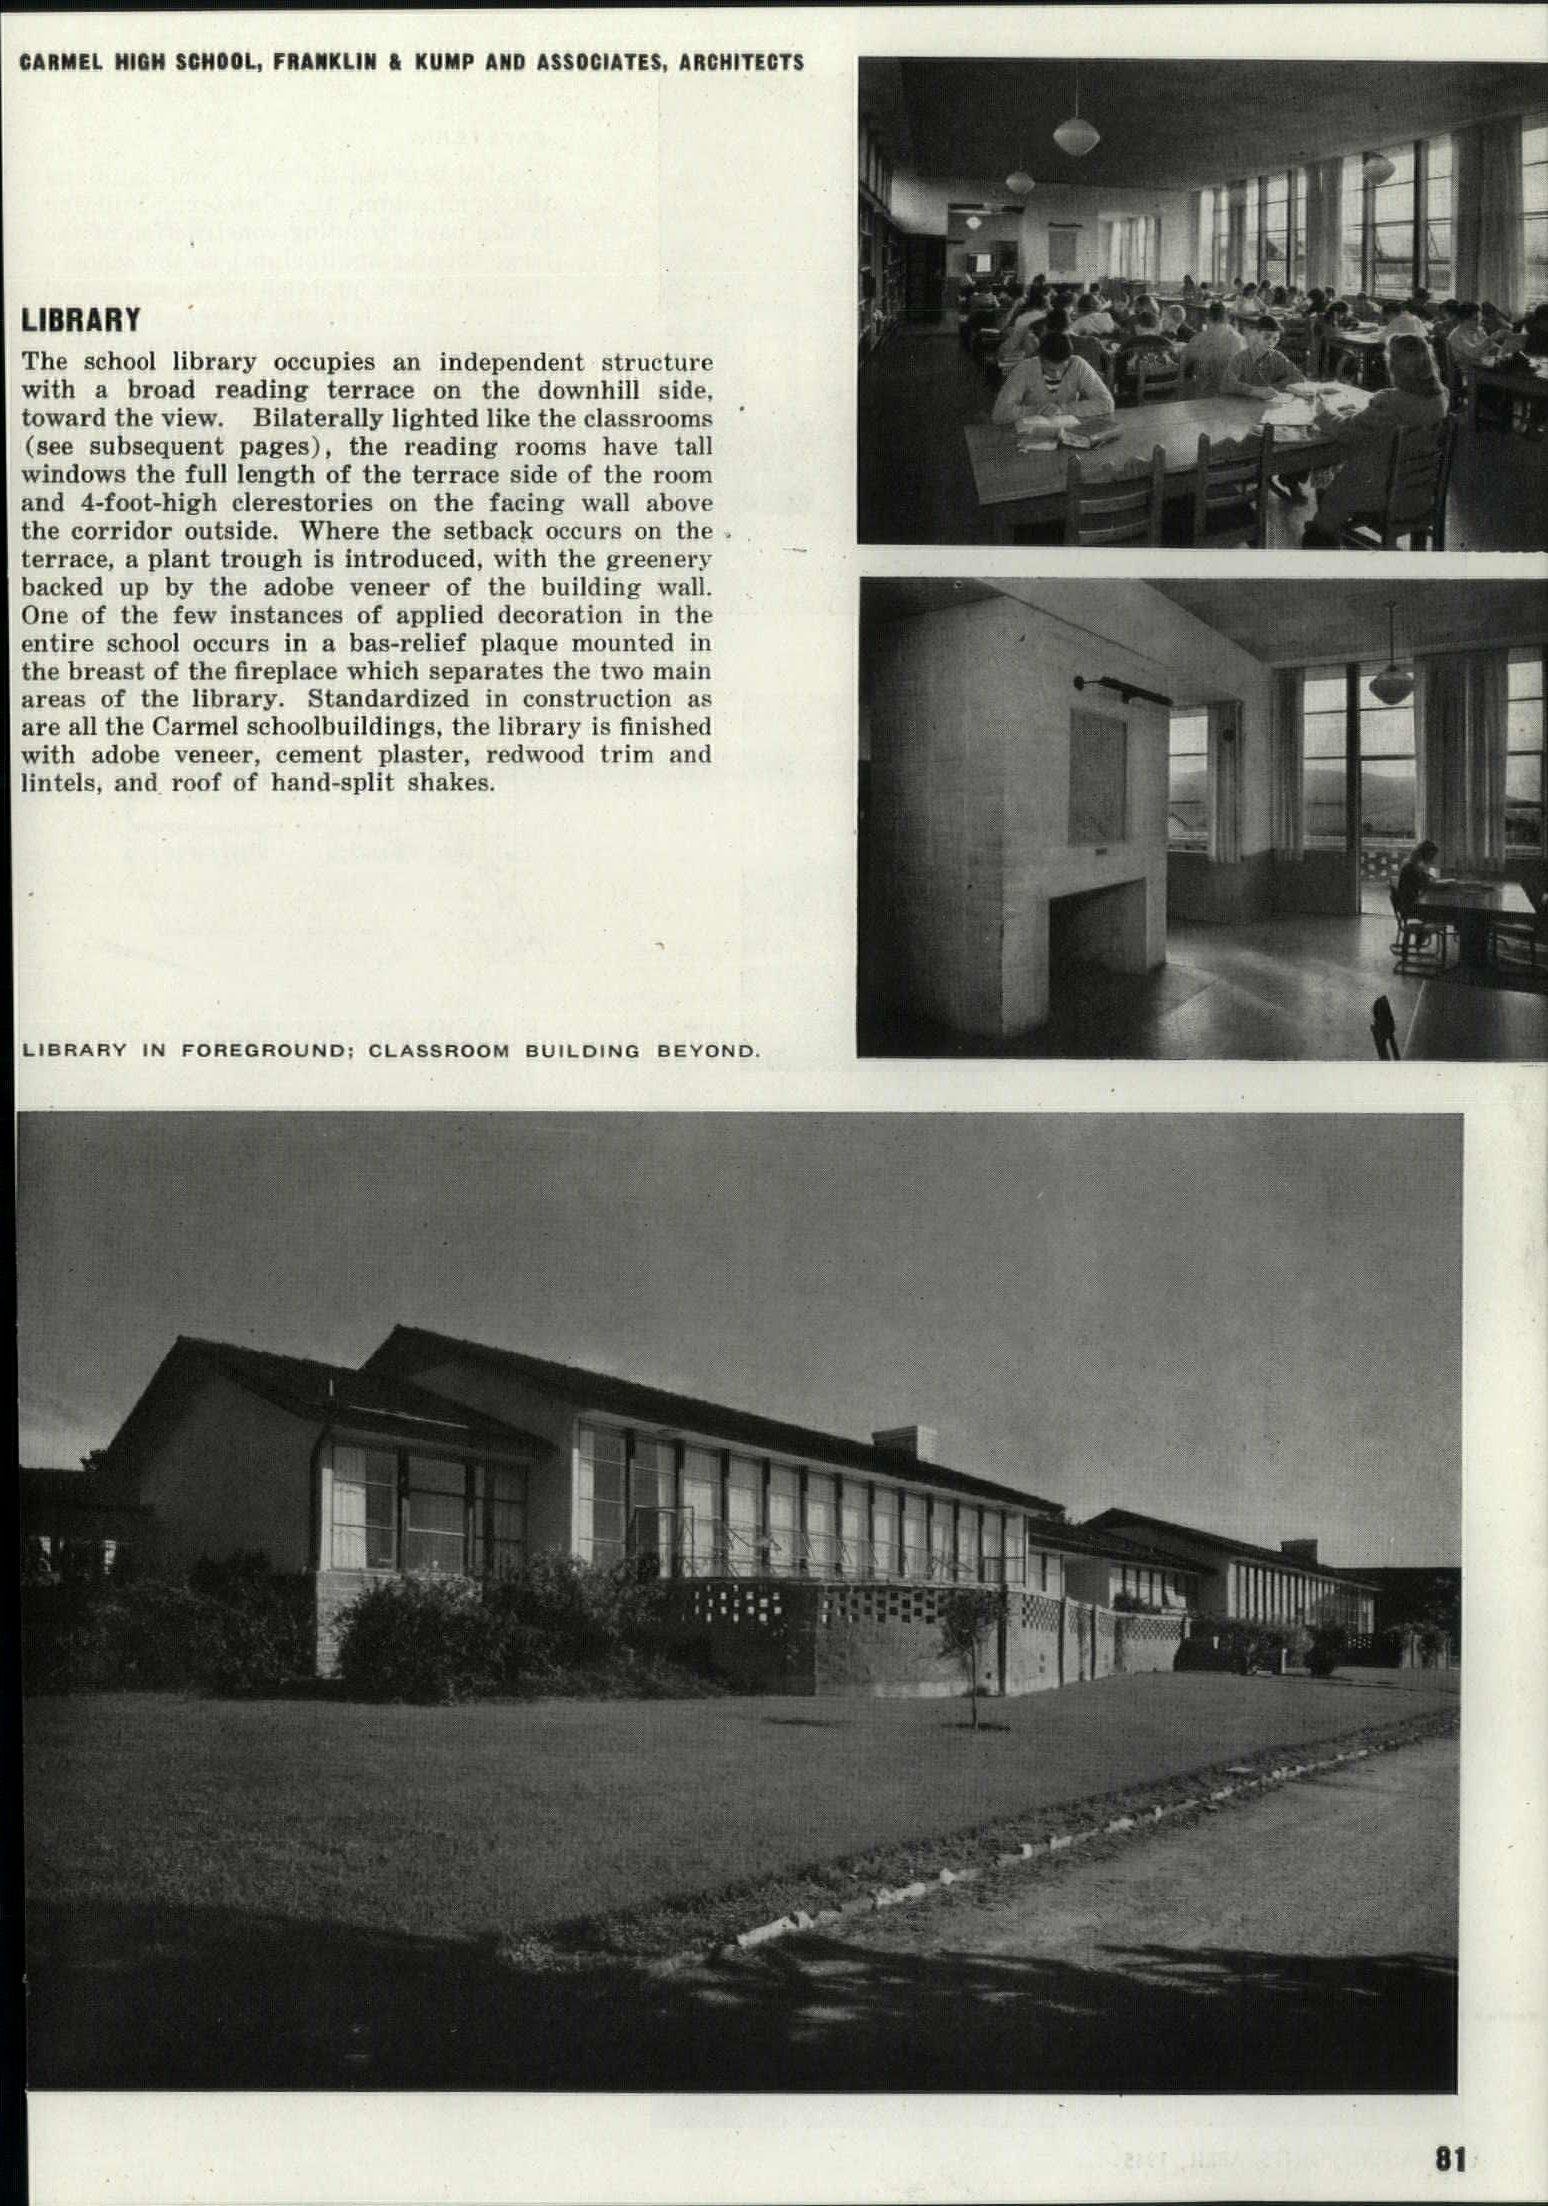 CARMEL HIGH SCHOOL, FRANKLIN & KUMP AND ASSOCIATES, ARCHITECTS
LIBRARY
The school library occupies an independent structure
with a broad reading terrace on the downhill side,
toward the view. Bilaterally lighted like the classrooms
(see subsequent pages), the reading rooms have tall
windows the full length of the terrace side of the room
and 4-foot-high clerestories on the facing wall above
the corridor outside. Where the setback occurs on the
terrace, a plant trough is introduced, with the greenery
backed up by the adobe veneer of the building wall.
One of the few instances of applied decoration in the
entire school occurs in a bas-relief plaque mounted in
the breast of the fireplace which separates the two main
areas of the library. Standardized in construction as
are all the Carmel schoolbuildings, the library is finished
with adobe veneer, cement plaster, redwood trim and
lintels, and roof of hand-split shakes.
LIBRARY IN FOREGROUND; CLASSROOM BUILDING BEYOND.
81